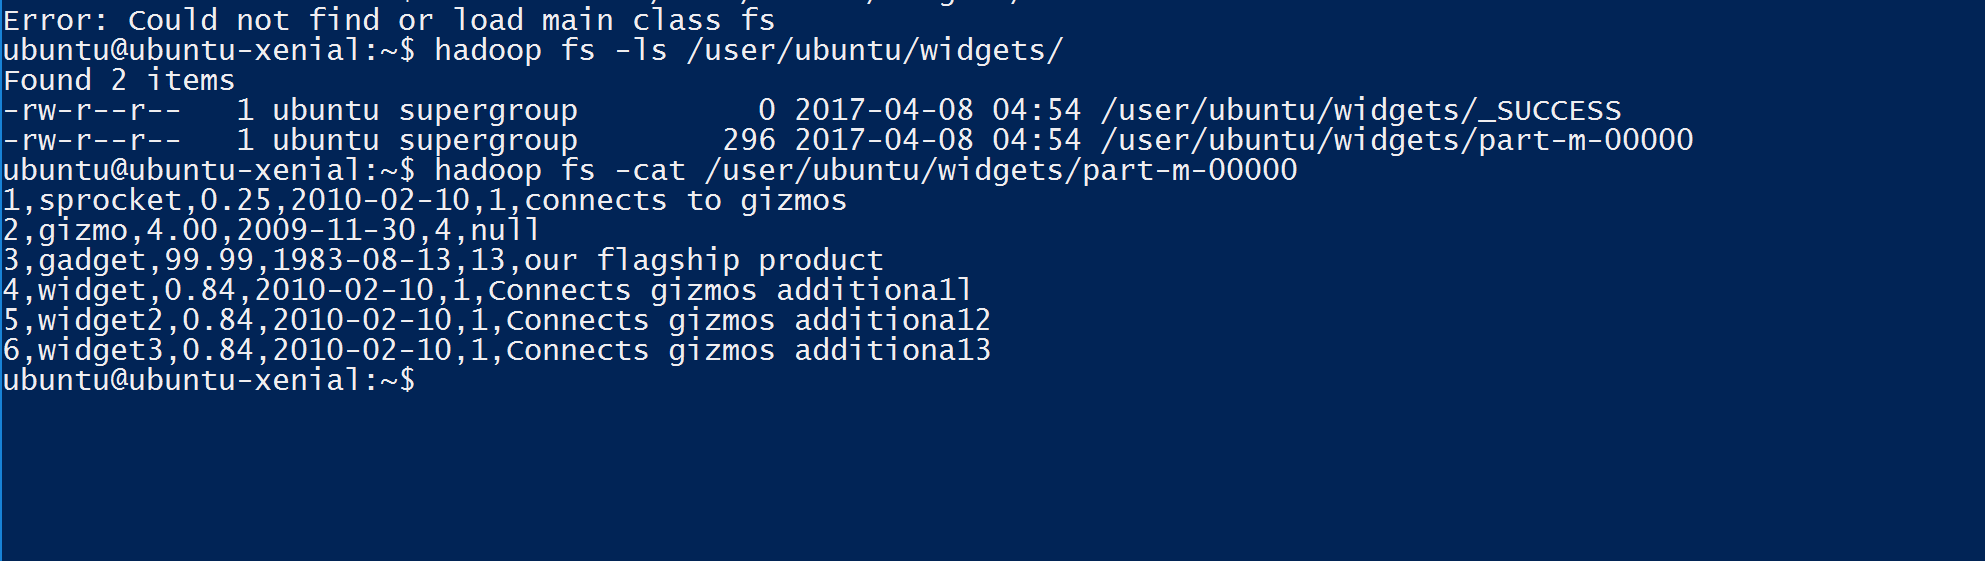 Error: Could not find or load main class fs
ubuntu@ubuntu-xenial:~$ hadoop fs -ls /user/ubuntu/widgets/
Found 2 items
-rw-r--r--   1 ubuntu supergroup          0 2017-04-08 04:54 /user/ubuntu/widgets/_SUCCESS
-rw-r--r--   1 ubuntu supergroup        296 2017-04-08 04:54 /user/ubuntu/widgets/part-m-00000
ubuntu@ubuntu-xenial:~$ hadoop fs -cat /user/ubuntu/widgets/part-m-00000
1,sprocket,0.25,2010-02-10,1,connects to gizmos
2,gizmo,4.00,2009-11-30,4,null
3,gadget,99.99,1983-08-13,13,our flagship product
4,widget,0.84,2010-02-10,1,Connects gizmos additional1
5,widget2,0.84,2010-02-10,1,Connects gizmos additional2
6,widget3,0.84,2010-02-10,1,Connects gizmos additional3
ubuntu@ubuntu-xenial:~$